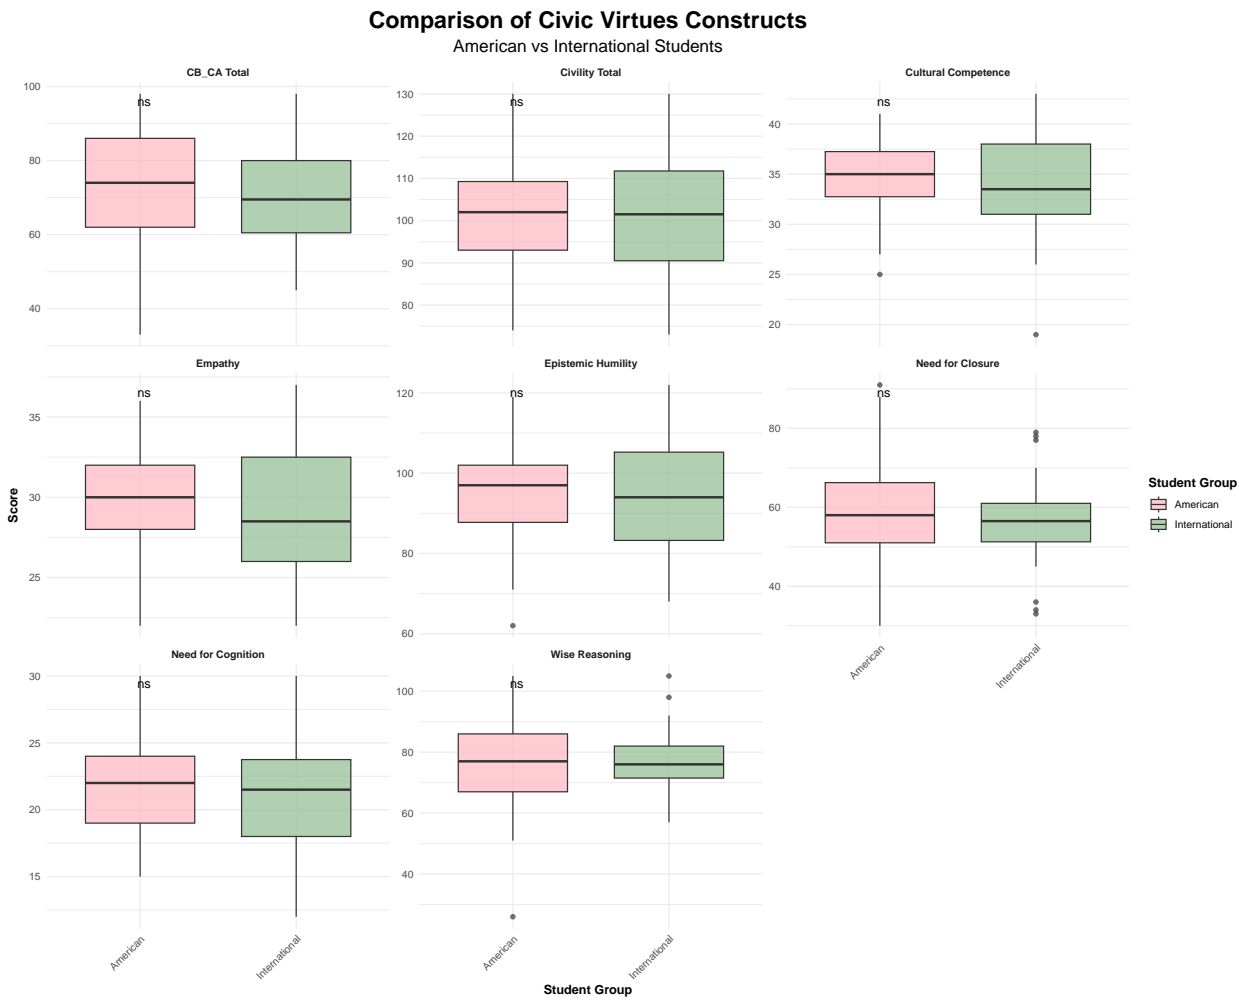 Comparison of Civic Virtues Constructs
American vs International Students
CB_CA Total
Civility Total
Cultural Competence
100
80
60
40
ns
130
120
110
100
90
80
ns
40
35
30
25
20
ns
Empathy
Epistemic Humility
Need for Closure
35
30
25
ns
120
100
80
60
ns
80
60
40
ns
American
International
Need for Cognition
Wise Reasoning
30
25
20
15
ns
100
80
60
40
ns
American
International
American
International
Score
Student Group
Student Group
American
International